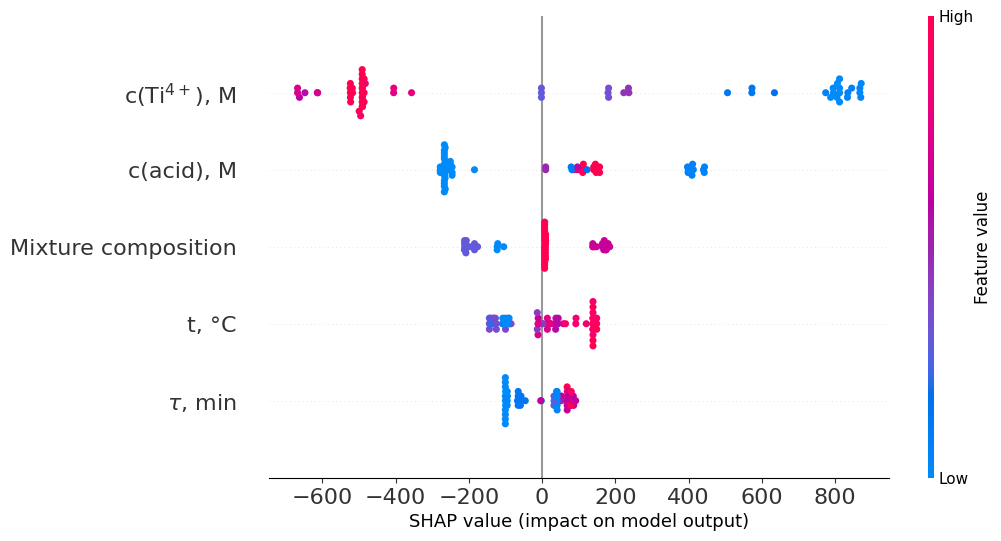 High
c(Ti⁴⁺), M
c(acid), M
Mixture composition
t, °C
τ, min
Feature value
Low
−600 −400 −200 0 200 400 600 800
SHAP value (impact on model output)